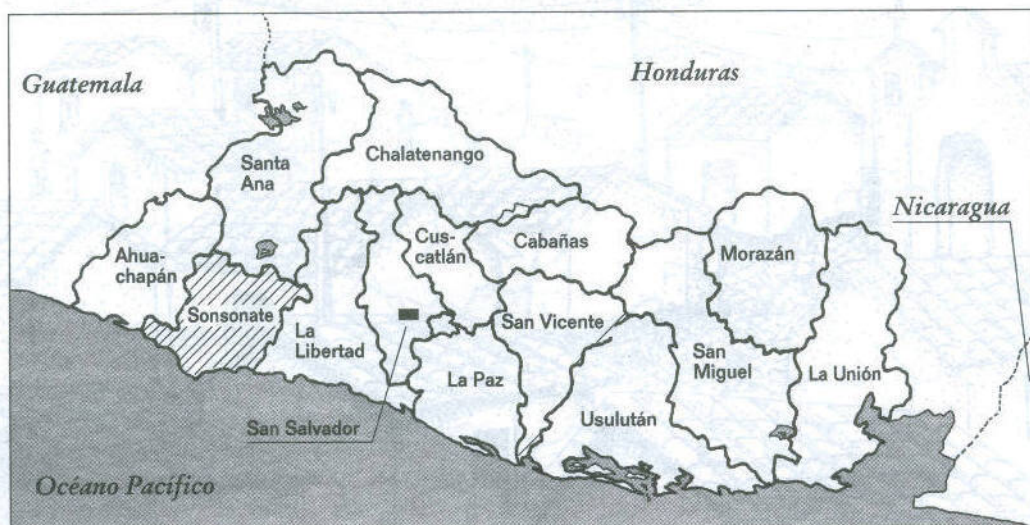 Guatemala
Honduras
Santa
Ana
Chalatenango
Nicaragua
Cus-
catlán
Cabañas
Morazán
Ahua-
chapán
Sonsonate
La
Libertad
San Vicente
San
Miguel
La Unión
La Paz
Usulután
San Salvador
Océano Pacífico